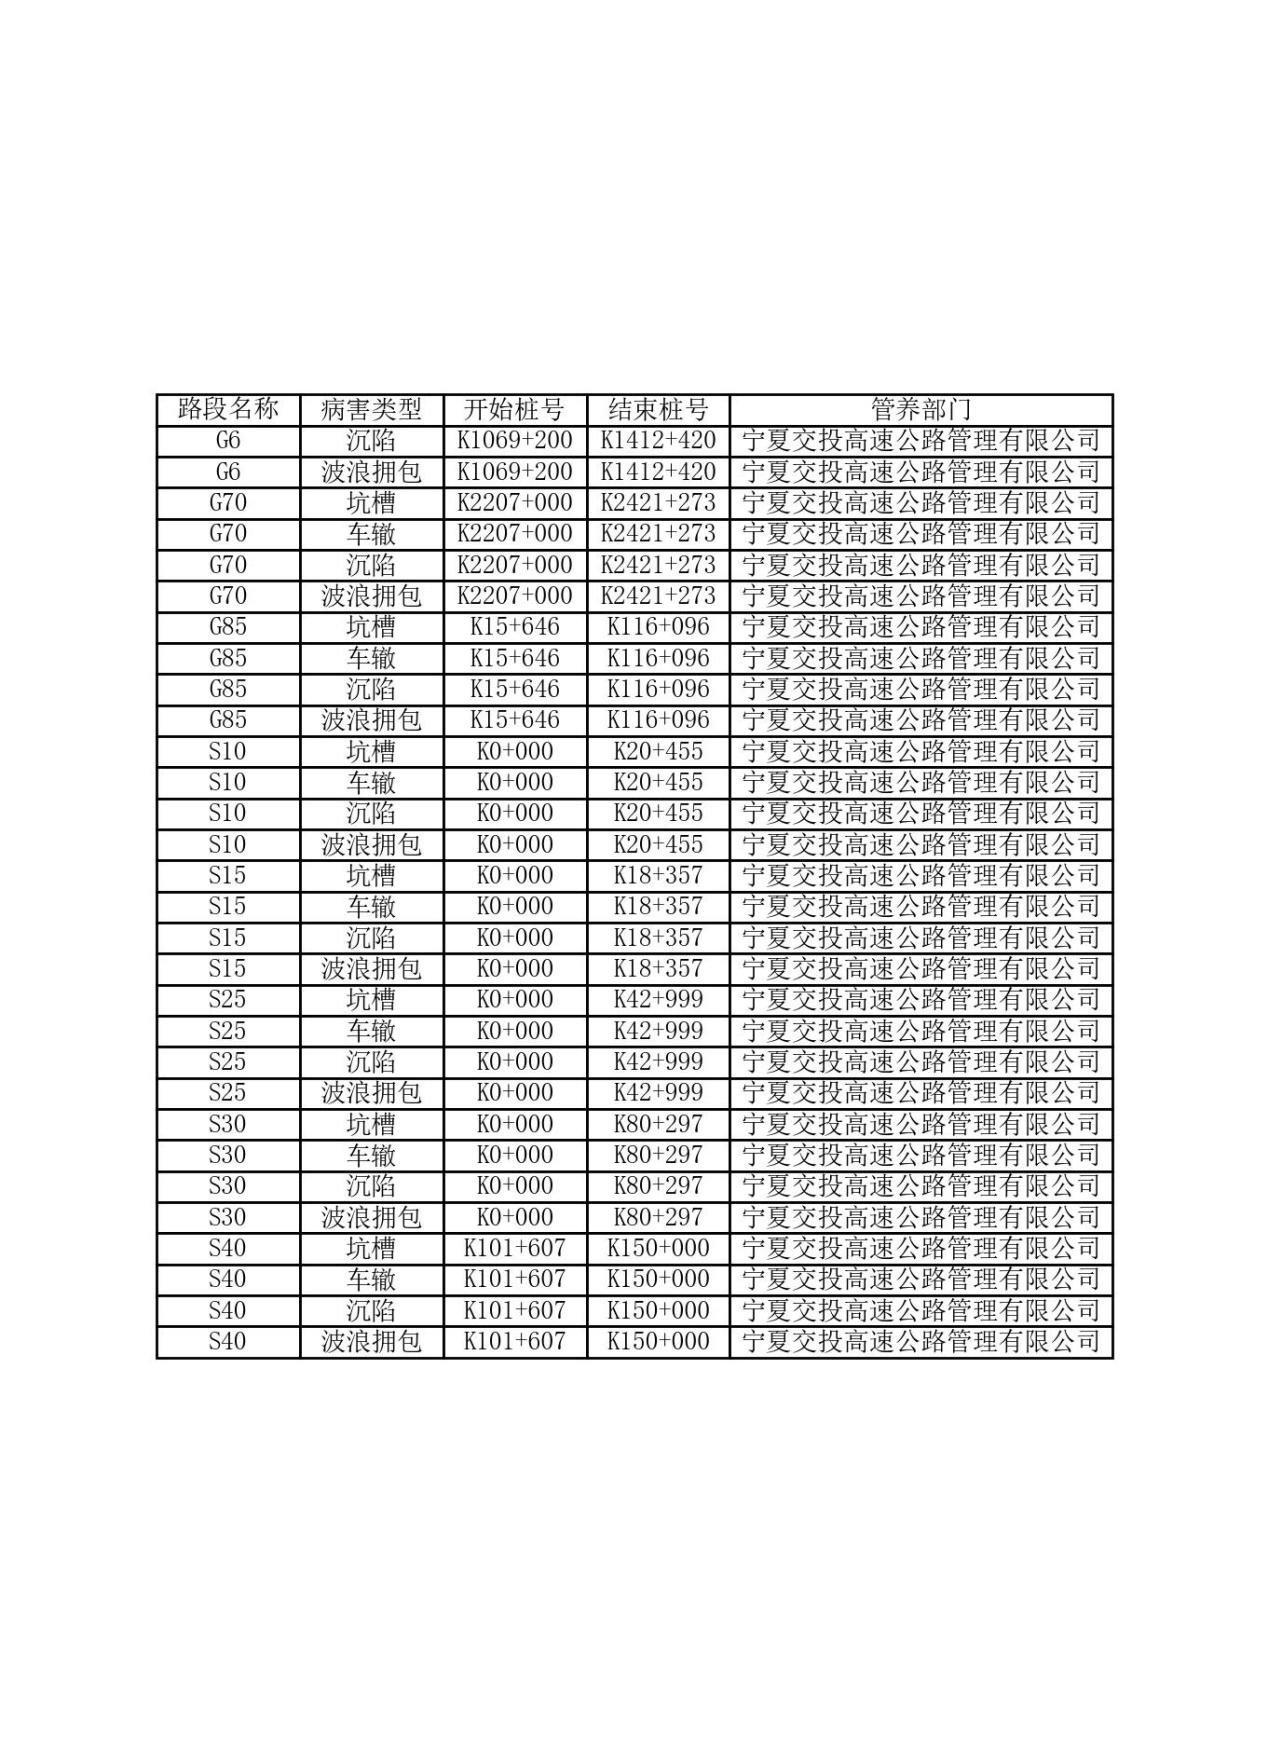 路段名称 病害类型 开始桩号 结束桩号 管养部门
G6 沉陷 K1069+200 K1412+420 宁夏交投高速公路管理有限公司
G6 波浪拥包 K1069+200 K1412+420 宁夏交投高速公路管理有限公司
G70 坑槽 K2207+000 K2421+273 宁夏交投高速公路管理有限公司
G70 车辙 K2207+000 K2421+273 宁夏交投高速公路管理有限公司
G70 沉陷 K2207+000 K2421+273 宁夏交投高速公路管理有限公司
G70 波浪拥包 K2207+000 K2421+273 宁夏交投高速公路管理有限公司
G85 坑槽 K15+646 K116+096 宁夏交投高速公路管理有限公司
G85 车辙 K15+646 K116+096 宁夏交投高速公路管理有限公司
G85 沉陷 K15+646 K116+096 宁夏交投高速公路管理有限公司
G85 波浪拥包 K15+646 K116+096 宁夏交投高速公路管理有限公司
S10 坑槽 K0+000 K20+455 宁夏交投高速公路管理有限公司
S10 车辙 K0+000 K20+455 宁夏交投高速公路管理有限公司
S10 沉陷 K0+000 K20+455 宁夏交投高速公路管理有限公司
S10 波浪拥包 K0+000 K20+455 宁夏交投高速公路管理有限公司
S15 坑槽 K0+000 K18+357 宁夏交投高速公路管理有限公司
S15 车辙 K0+000 K18+357 宁夏交投高速公路管理有限公司
S15 沉陷 K0+000 K18+357 宁夏交投高速公路管理有限公司
S15 波浪拥包 K0+000 K18+357 宁夏交投高速公路管理有限公司
S25 坑槽 K0+000 K42+999 宁夏交投高速公路管理有限公司
S25 车辙 K0+000 K42+999 宁夏交投高速公路管理有限公司
S25 沉陷 K0+000 K42+999 宁夏交投高速公路管理有限公司
S25 波浪拥包 K0+000 K42+999 宁夏交投高速公路管理有限公司
S30 坑槽 K0+000 K80+297 宁夏交投高速公路管理有限公司
S30 车辙 K0+000 K80+297 宁夏交投高速公路管理有限公司
S30 沉陷 K0+000 K80+297 宁夏交投高速公路管理有限公司
S30 波浪拥包 K0+000 K80+297 宁夏交投高速公路管理有限公司
S40 坑槽 K101+607 K150+000 宁夏交投高速公路管理有限公司
S40 车辙 K101+607 K150+000 宁夏交投高速公路管理有限公司
S40 沉陷 K101+607 K150+000 宁夏交投高速公路管理有限公司
S40 波浪拥包 K101+607 K150+000 宁夏交投高速公路管理有限公司